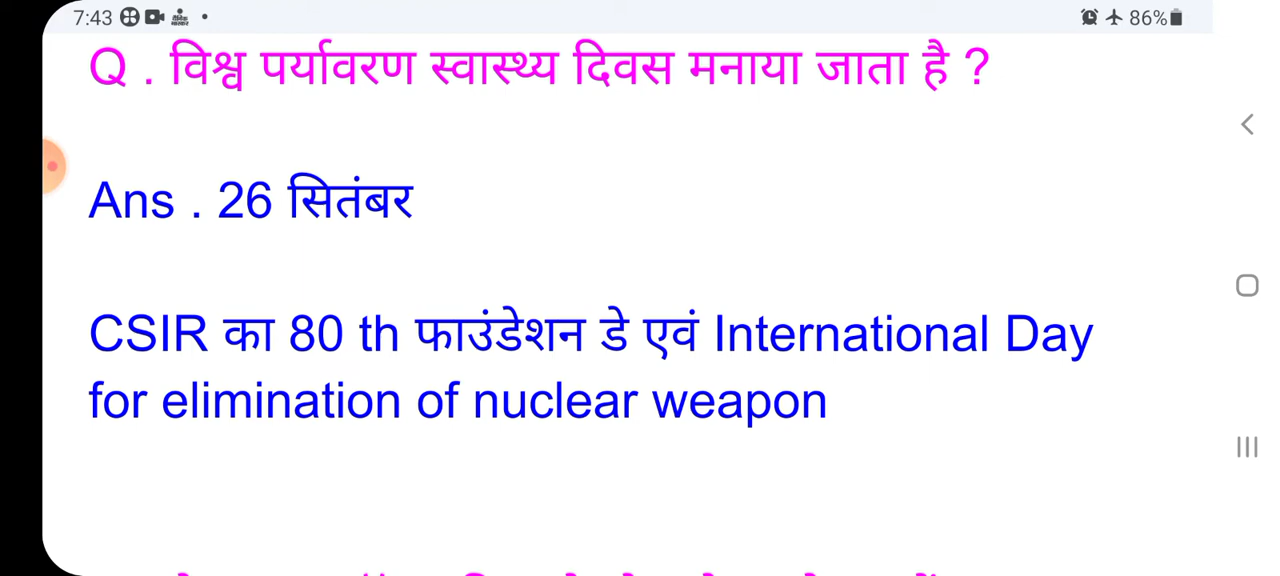 7:43
86%
Q . विश्व पर्यावरण स्वास्थ्य दिवस मनाया जाता है ?
Ans . 26 सितंबर
CSIR का 80 th फाउंडेशन डे एवं International Day
for elimination of nuclear weapon